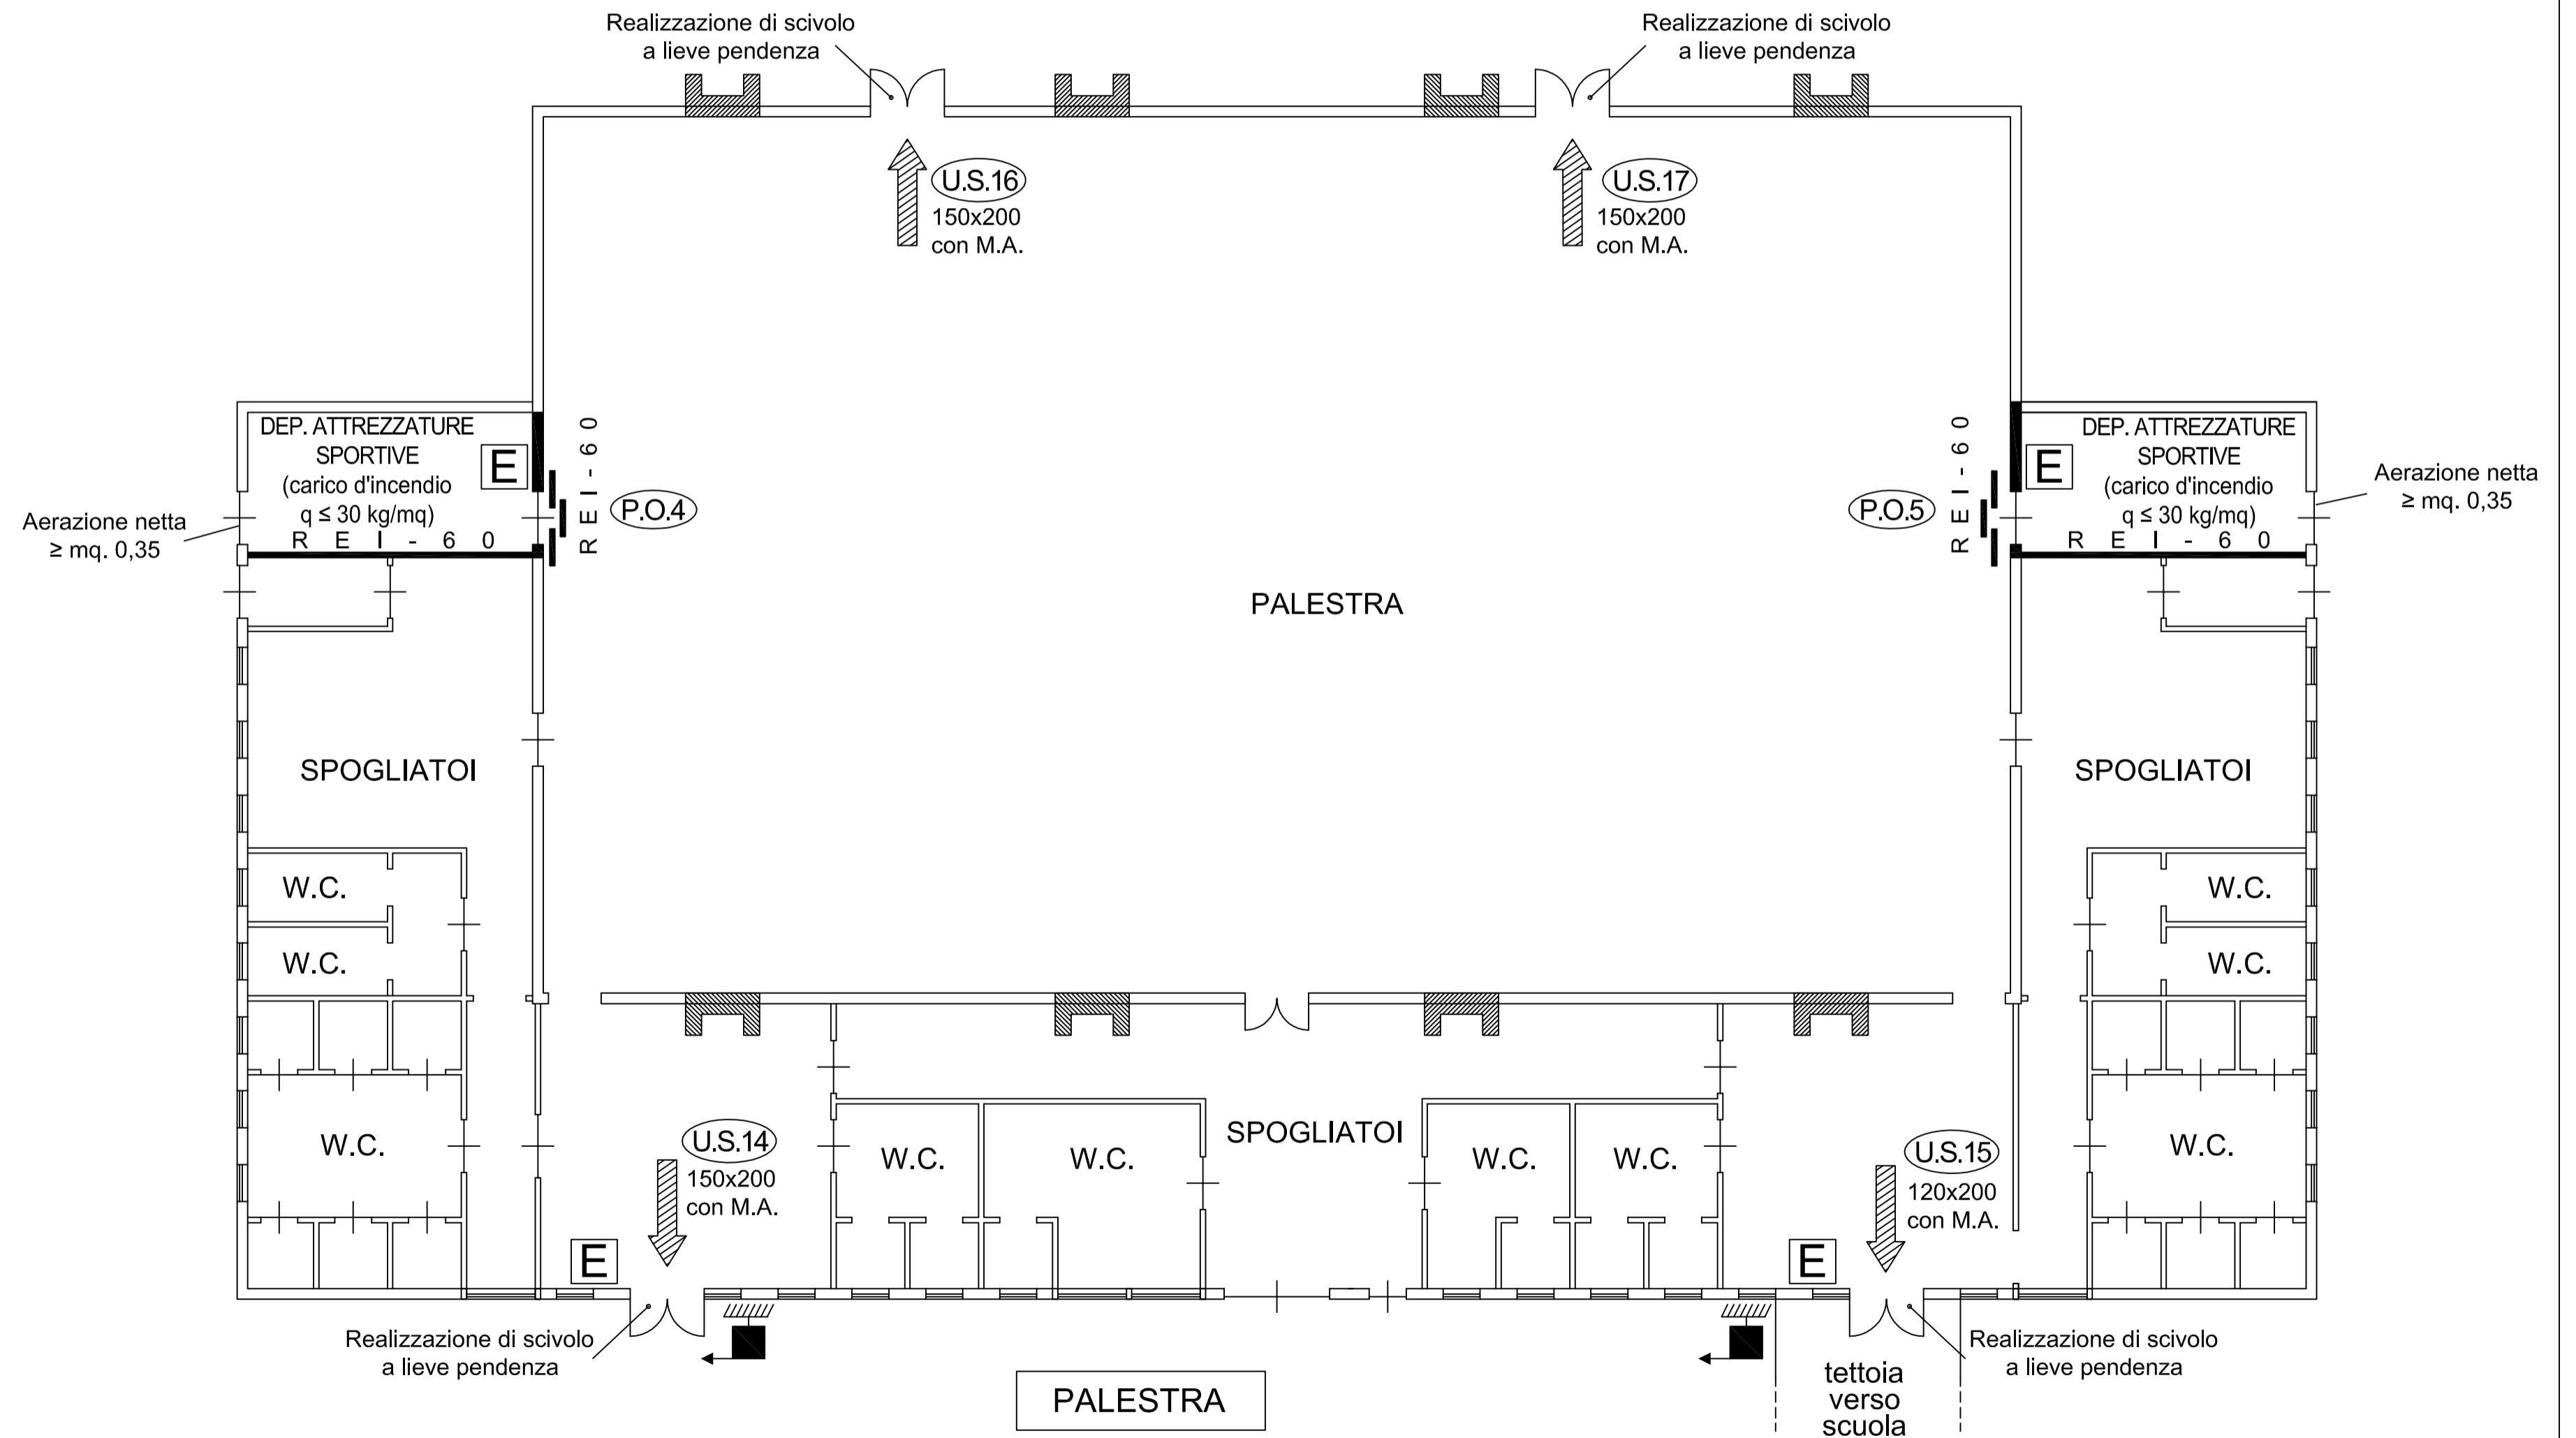 Realizzazione di scivolo
a lieve pendenza
Realizzazione di scivolo
a lieve pendenza
U.S.16
150x200
con M.A.
U.S.17
150x200
con M.A.
DEP. ATTREZZATURE
SPORTIVE
(carico d'incendio
q ≤ 30 kg/mq)
REI-60
E
REI-60
P.O.4
Aerazione netta
≥ mq. 0,35
P.O.5
REI-60
E
DEP. ATTREZZATURE
SPORTIVE
(carico d'incendio
q ≤ 30 kg/mq)
REI-60
Aerazione netta
≥ mq. 0,35
PALESTRA
SPOGLIATOI
SPOGLIATOI
W.C.
W.C.
W.C.
W.C.
W.C.
U.S.14
150x200
con M.A.
W.C.
W.C.
SPOGLIATOI
W.C.
W.C.
U.S.15
120x200
con M.A.
W.C.
E
E
Realizzazione di scivolo
a lieve pendenza
Realizzazione di scivolo
a lieve pendenza
PALESTRA
tettoia
verso
scuola